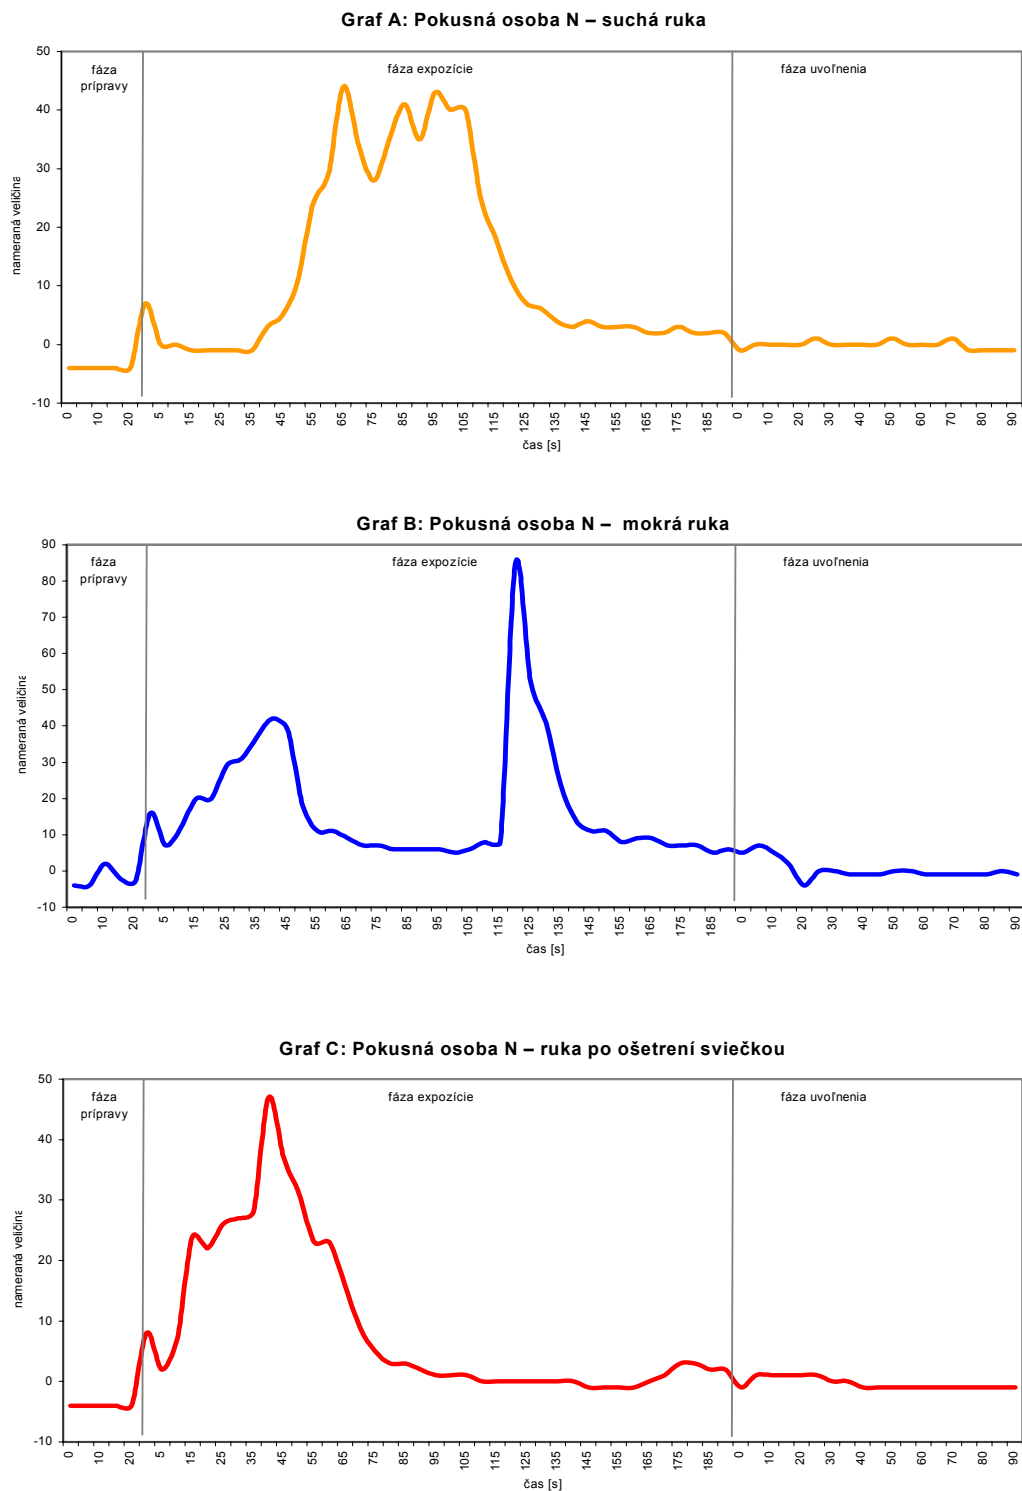 Graf A: Pokusná osoba N – suchá ruka
50
40
30
20
10
0
-10
nameraná veličina
fáza
prípravy
fáza expozície
fáza uvoľnenia
0 10 20 5 15 25 35 45 55 65 75 85 95 105 115 125 135 145 155 165 175 185 0 10 20 30 40 50 60 70 80 90
čas [s]
Graf B: Pokusná osoba N – mokrá ruka
90
80
70
60
50
40
30
20
10
0
-10
nameraná veličina
fáza
prípravy
fáza expozície
fáza uvoľnenia
0 10 20 5 15 25 35 45 55 65 75 85 95 105 115 125 135 145 155 165 175 185 0 10 20 30 40 50 60 70 80 90
čas [s]
Graf C: Pokusná osoba N – ruka po ošetrení sviečkou
50
40
30
20
10
0
-10
nameraná veličina
fáza
prípravy
fáza expozície
fáza uvoľnenia
0 10 20 5 15 25 35 45 55 65 75 85 95 105 115 125 135 145 155 165 175 185 0 10 20 30 40 50 60 70 80 90
čas [s]